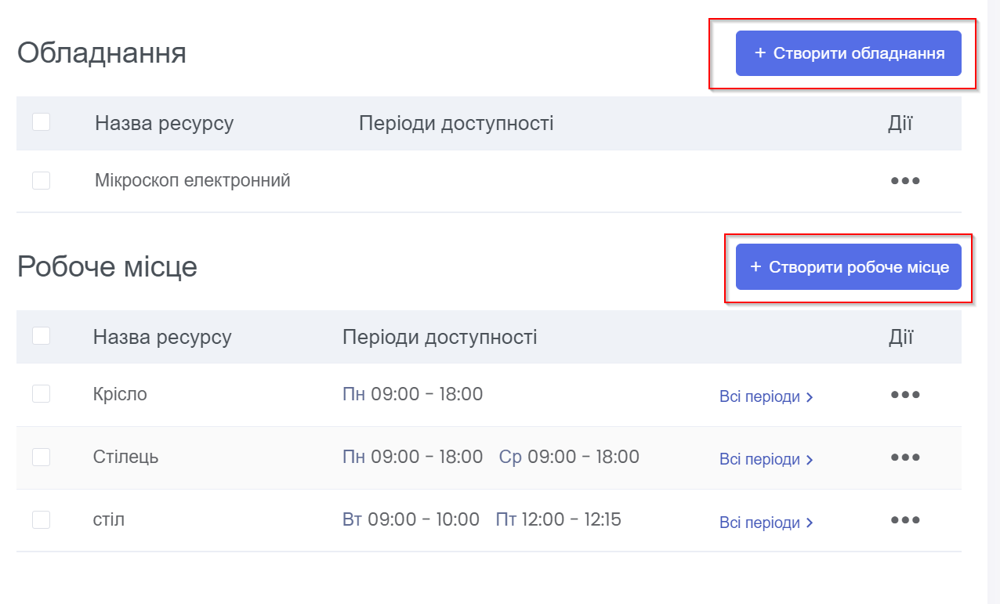 Обладнання
+ Створити обладнання
Назва ресурсу Періоди доступності Дії
Мікроскоп електронний
Робоче місце
+ Створити робоче місце
Назва ресурсу Періоди доступності Дії
Крісло Пн 09:00 - 18:00 Всі періоди
Стілець Пн 09:00 - 18:00 Ср 09:00 - 18:00 Всі періоди
стіл Вт 09:00 - 10:00 Пт 12:00 - 12:15 Всі періоди